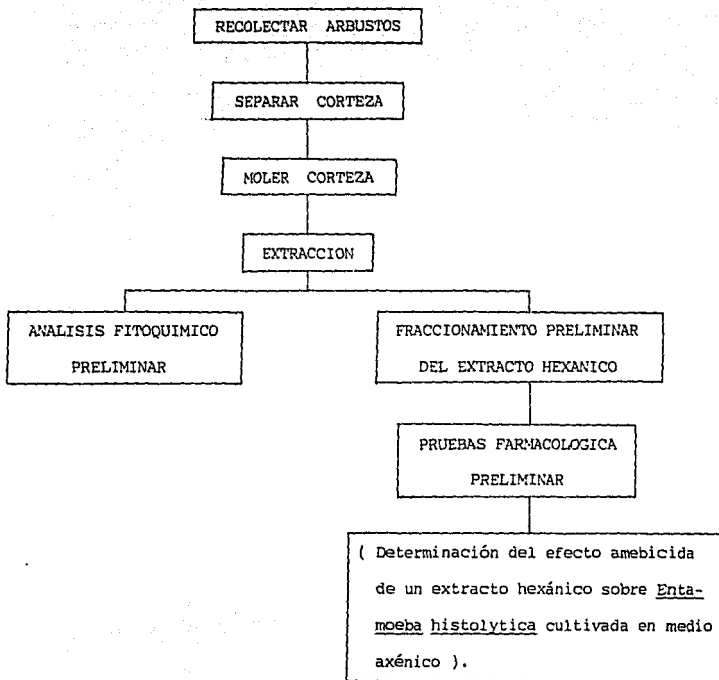 RECOLECTAR ARBUSTOS
SEPARAR CORTEZA
MOLER CORTEZA
EXTRACCION
ANALISIS FITOQUIMICO
PRELIMINAR
FRACCIONAMIENTO PRELIMINAR
DEL EXTRACTO HEXANICO
PRUEBAS FARMACOLOGICA
PRELIMINAR
( Determinación del efecto amebicida
de un extracto hexánico sobre Enta-
moeba histolytica cultivada en medio
axénico ).